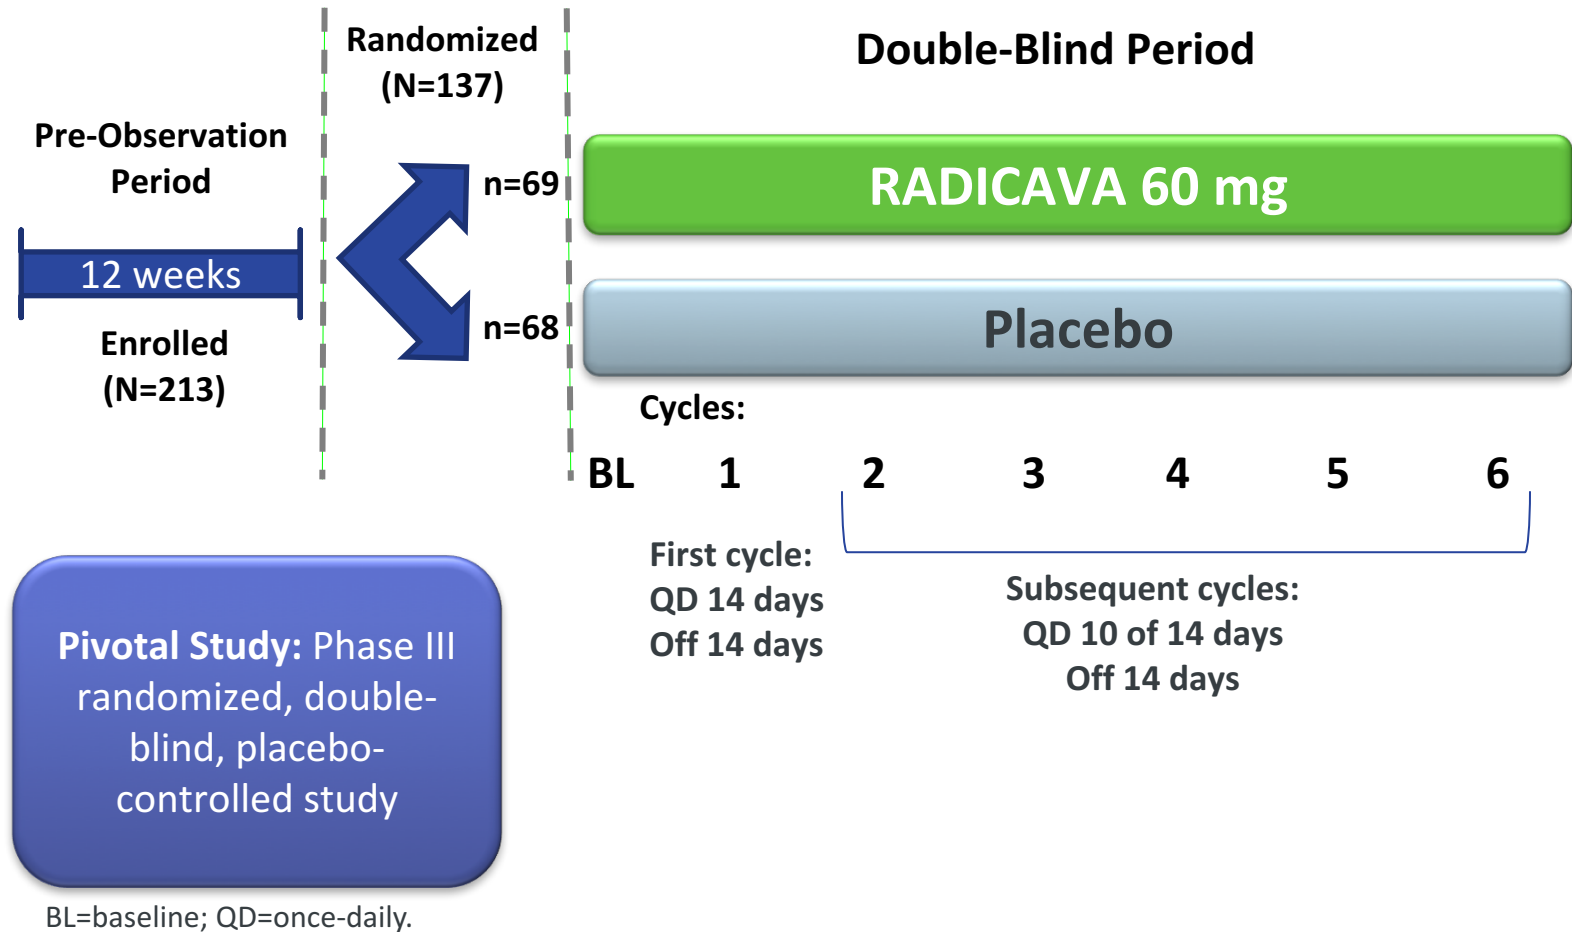 Pre-Observation
Period
12 weeks
Enrolled
(N=213)
Randomized
(N=137)
n=69
n=68
Double-Blind Period
RADICAVA 60 mg
Placebo
Cycles:
BL 1 2 3 4 5 6
First cycle:
QD 14 days
Off 14 days
Subsequent cycles:
QD 10 of 14 days
Off 14 days
Pivotal Study: Phase III
randomized, double-
blind, placebo-
controlled study
BL=baseline; QD=once-daily.